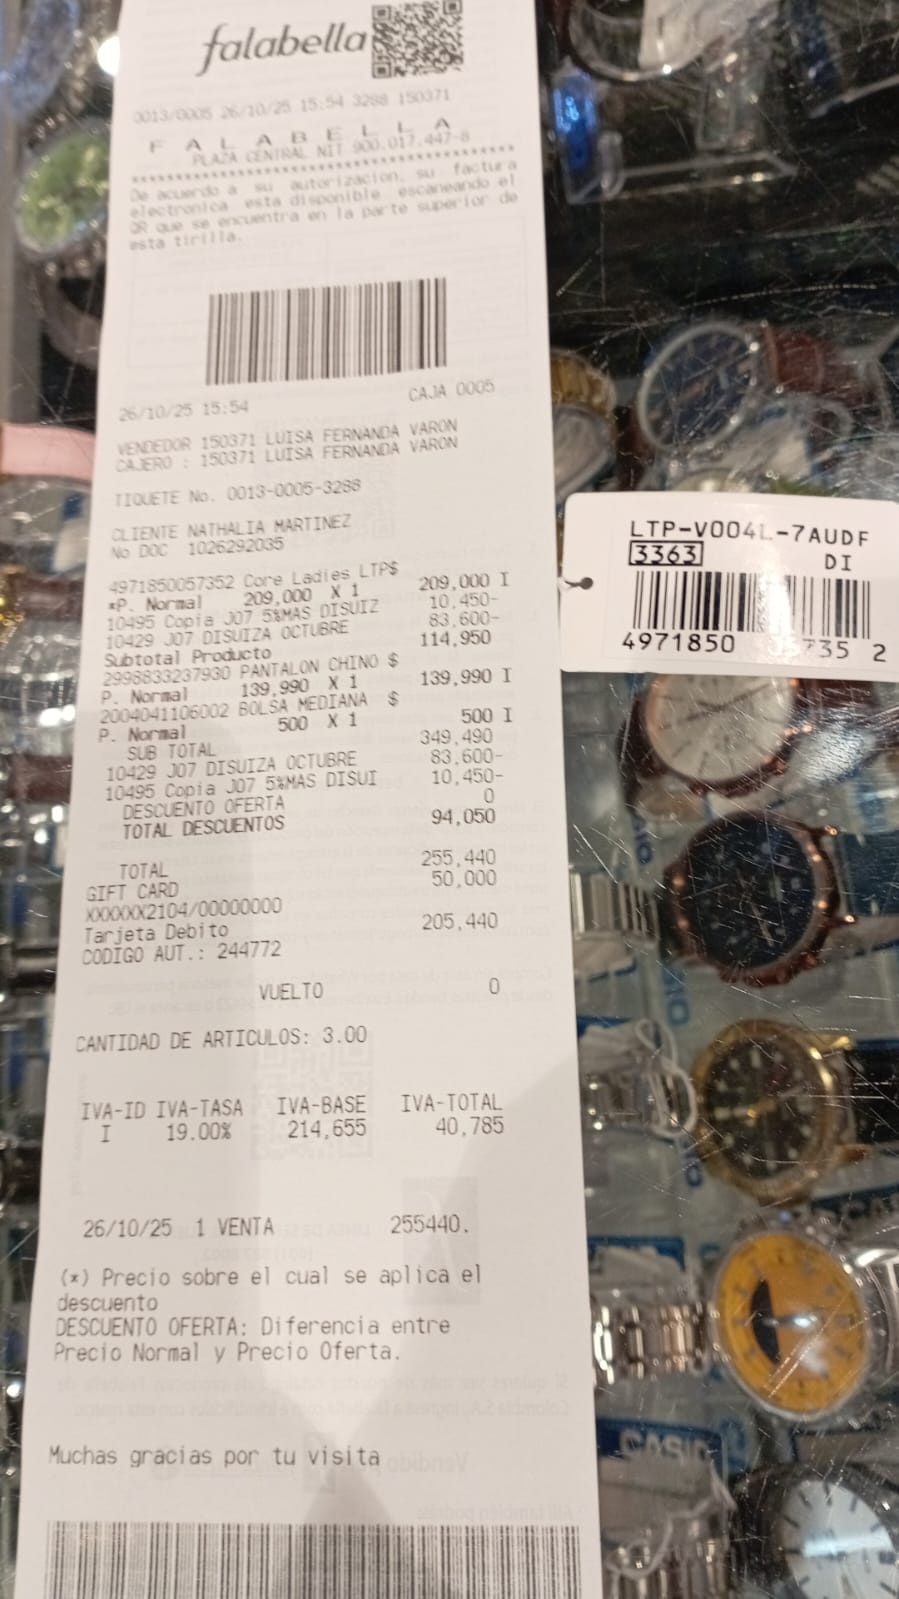 falabella
0013/0005 26/10/25 15:54 3288 150371
F A L A B E L L A
PLAZA CENTRAL NIT 900.017.447-8
De acuerdo a su autorizacion, su factura
electronica esta disponible escaneando el
QR que se encuentra en la parte superior de
esta tirilla.
26/10/25 15:54 CAJA 0005
VENDEDOR 150371 LUISA FERNANDA VARON
CAJERO : 150371 LUISA FERNANDA VARON
TIQUETE No. 0013-0005-3288
CLIENTE NATHALIA MARTINEZ
No DOC 1026292035
4971850057352 Core Ladies LTP$ 209,000 I
*P. Normal 209,000 X 1
10495 Copia J07 5%MAS DISUIZ 10,450-
10429 J07 DISUIZA OCTUBRE 83,600-
Subtotal Producto 114,950
2998833237930 PANTALON CHINO $ 139,990 I
P. Normal 139,990 X 1
2004041106002 BOLSA MEDIANA $ 500 I
P. Normal 500 X 1
SUB TOTAL 349,490
10429 J07 DISUIZA OCTUBRE 83,600-
10495 Copia J07 5%MAS DISUI 10,450-
DESCUENTO OFERTA 0
TOTAL DESCUENTOS 94,050
TOTAL 255,440
GIFT CARD 50,000
XXXXXX2104/00000000
Tarjeta Debito 205,440
CODIGO AUT.: 244772
VUELTO 0
CANTIDAD DE ARTICULOS: 3.00
IVA-ID IVA-TASA IVA-BASE IVA-TOTAL
I 19.00% 214,655 40,785
26/10/25 1 VENTA 255440.
(*) Precio sobre el cual se aplica el
descuento
DESCUENTO OFERTA: Diferencia entre
Precio Normal y Precio Oferta.
Muchas gracias por tu visita
LTP-V004L-7AUDF
3363 DI
4971850 2
CASIO